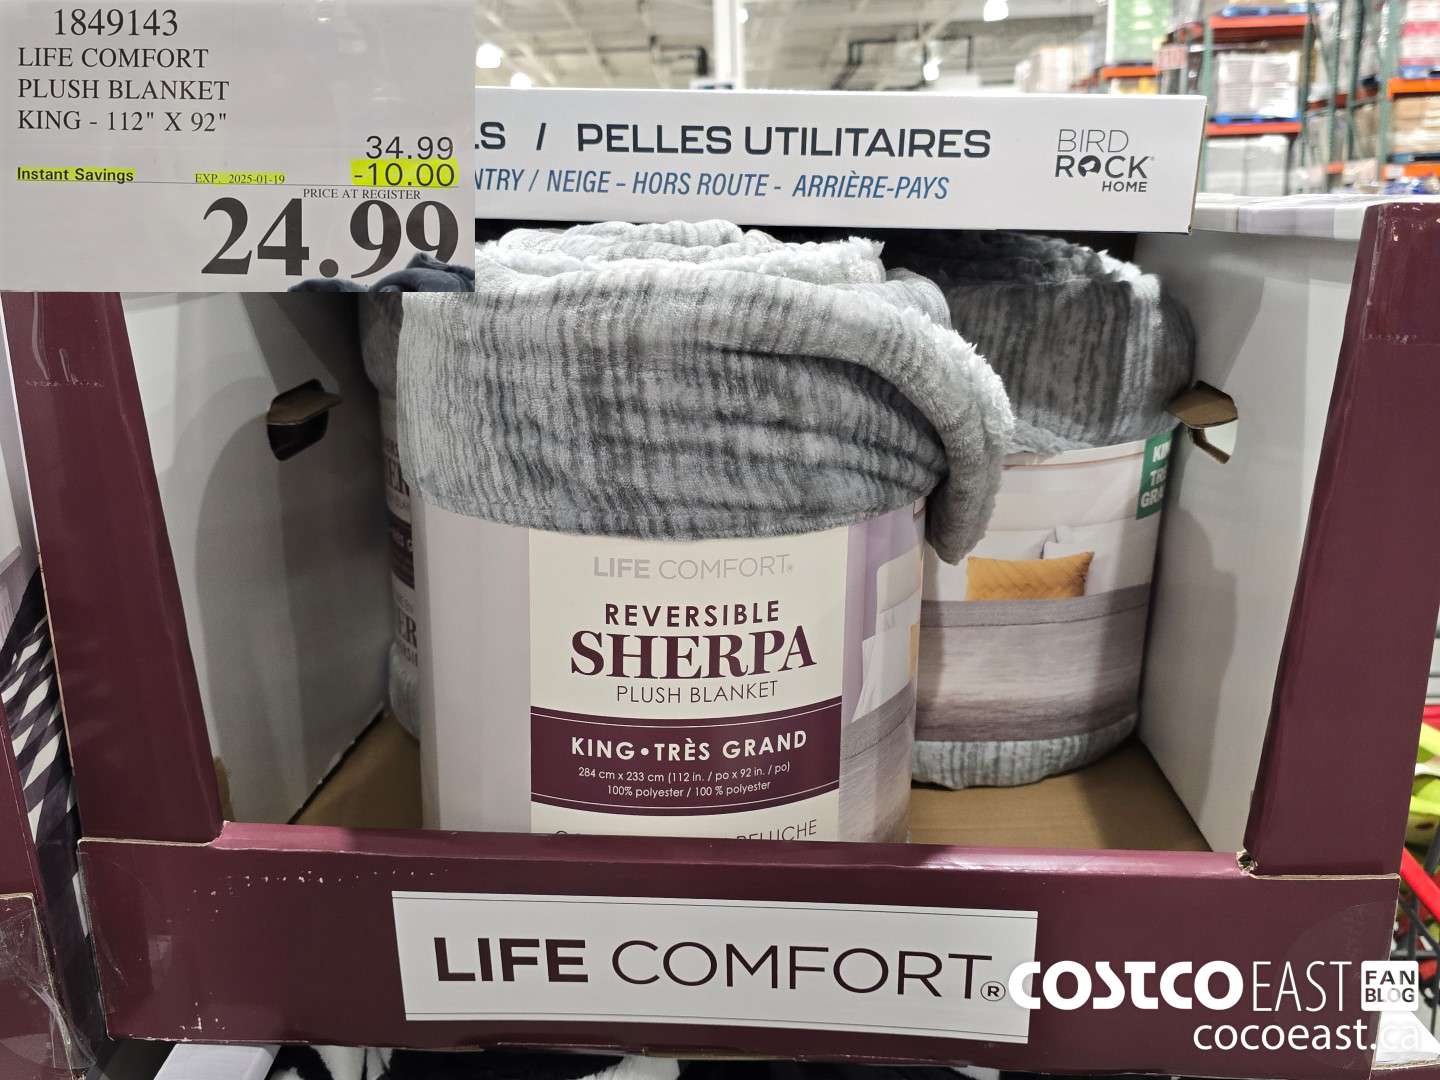 1849143
LIFE COMFORT
PLUSH BLANKET
KING - 112" X 92"
34.99
Instant Savings EXP. 2025-01-19 -10.00
PRICE AT REGISTER
24.99
/ PELLES UTILITAIRES
/ NEIGE - HORS ROUTE - ARRIÈRE-PAYS
BIRD
ROCK®
HOME
LIFE COMFORT®
REVERSIBLE
SHERPA
PLUSH BLANKET
KING • TRÈS GRAND
284 cm x 233 cm (112 in. / po x 92 in. / po)
100% polyester / 100 % polyester
LIFE COMFORT®
COSTCO EAST FAN BLOG
cocoeast.ca